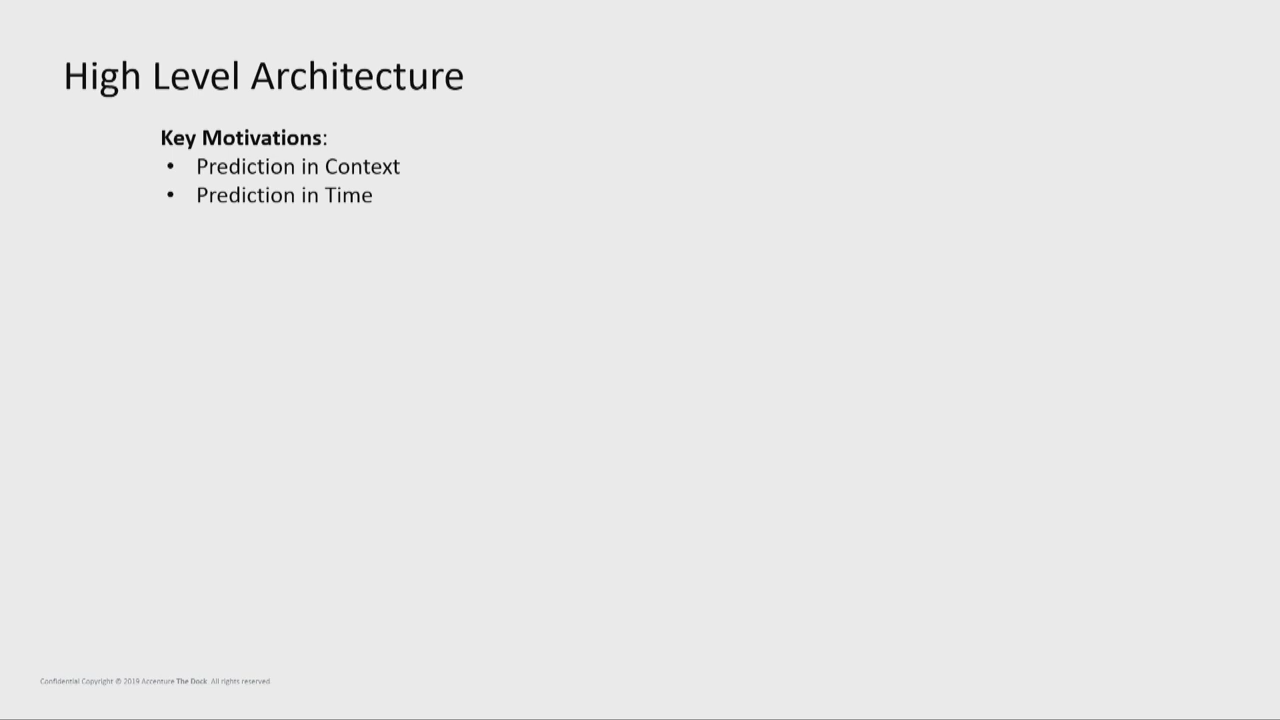 High Level Architecture
Key Motivations:
• Prediction in Context
• Prediction in Time
Confidential Copyright © 2019 Accenture The Dock. All rights reserved